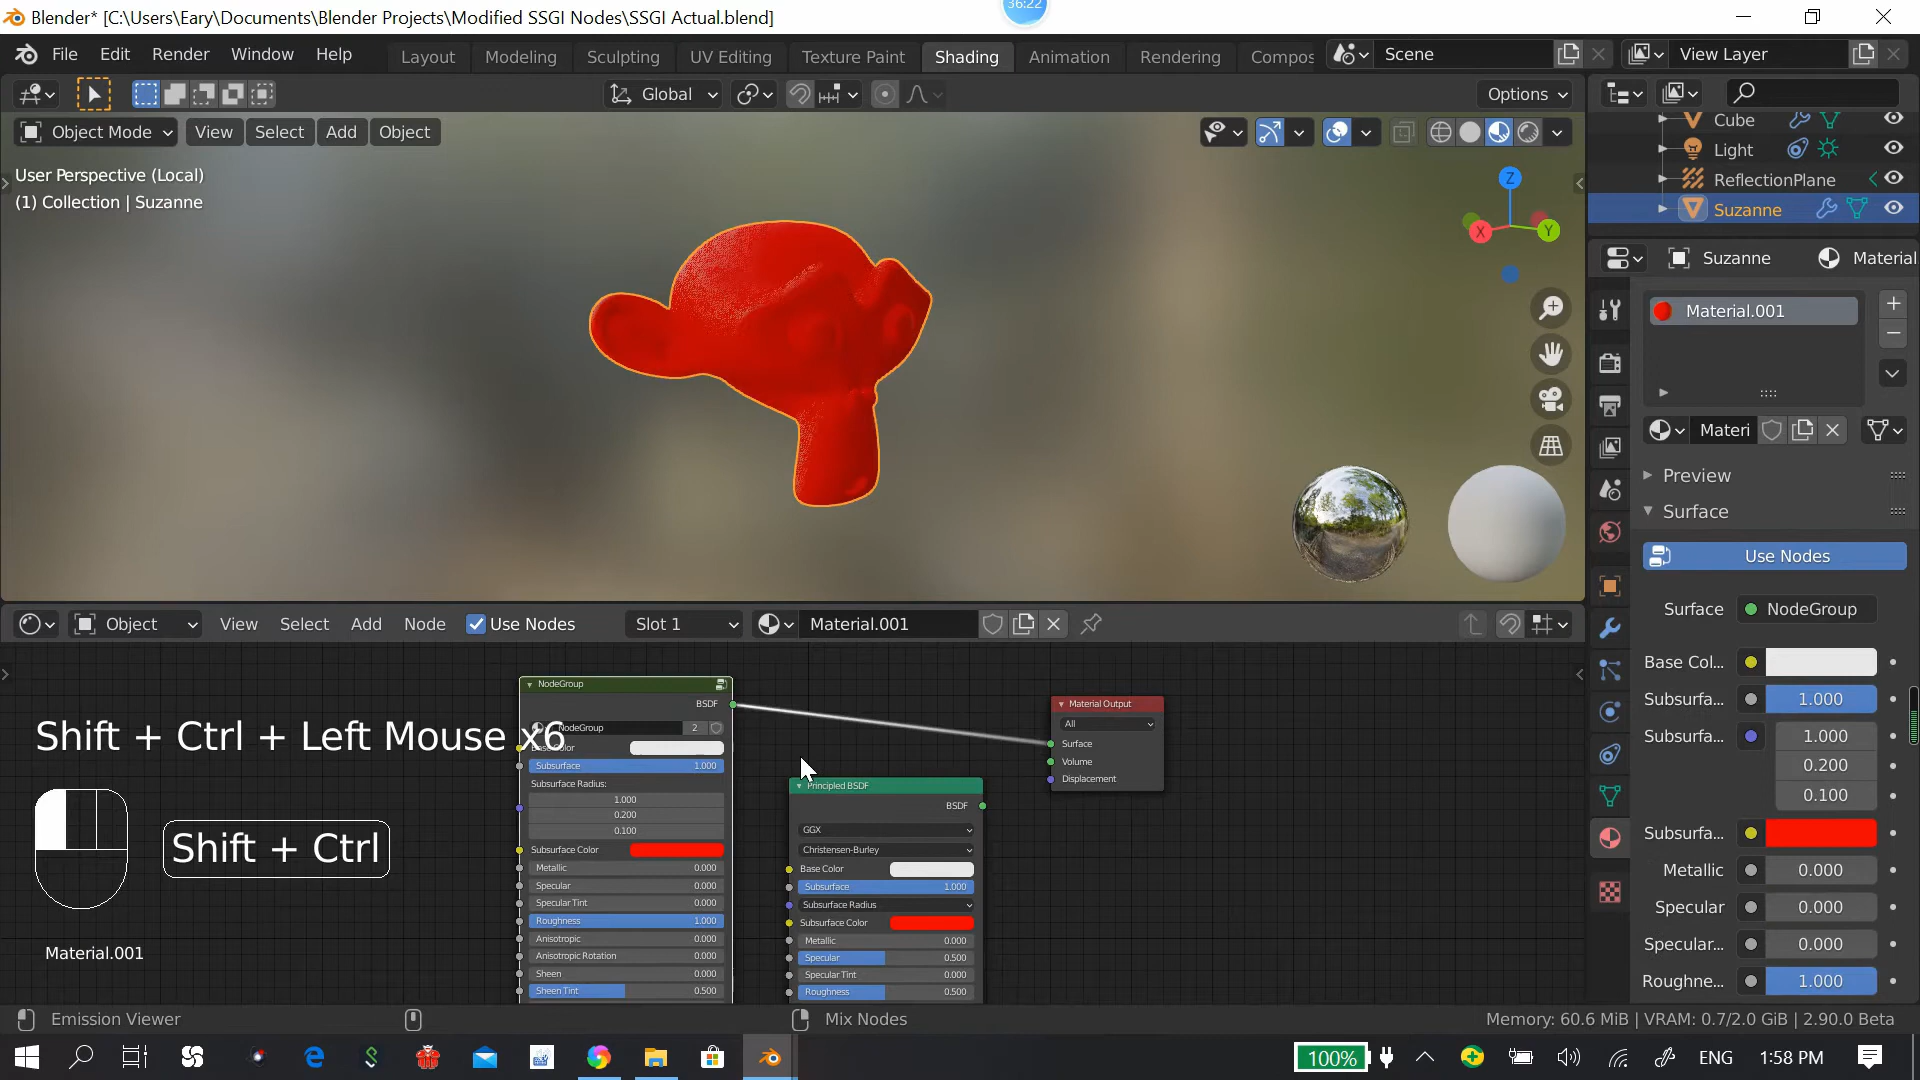 36:22
Blender* [C:\Users\Eary\Documents\Blender Projects\Modified SSGI Nodes\SSGI Actual.blend]
File Edit Render Window Help Layout Modeling Sculpting UV Editing Texture Paint Shading Animation Rendering Compos Scene View Layer
Global Options
Object Mode View Select Add Object
User Perspective (Local)
(1) Collection | Suzanne
Z
X
Y
Cube
Light
ReflectionPlane
Suzanne
Suzanne Material
Material.001
Materi
Preview
Surface
Use Nodes
Surface NodeGroup
Base Col...
Subsurfa... 1.000
Subsurfa... 1.000
0.200
0.100
Subsurfa...
Metallic 0.000
Specular 0.000
Specular... 0.000
Roughne... 1.000
Object View Select Add Node Use Nodes Slot 1 Material.001
NodeGroup
BSDF
NodeGroup 2
Base Color
Subsurface 1.000
Subsurface Radius:
1.000
0.200
0.100
Subsurface Color
Metallic 0.000
Specular 0.000
Specular Tint 0.000
Roughness 1.000
Anisotropic 0.000
Anisotropic Rotation 0.000
Sheen 0.000
Sheen Tint 0.500
Principled BSDF
BSDF
GGX
Christensen-Burley
Base Color
Subsurface 1.000
Subsurface Radius
Subsurface Color
Metallic 0.000
Specular 0.500
Specular Tint 0.000
Roughness 0.500
Material Output
All
Surface
Volume
Displacement
Shift + Ctrl + Left Mouse x6
Shift + Ctrl
Material.001
Emission Viewer Mix Nodes Memory: 60.6 MiB | VRAM: 0.7/2.0 GiB | 2.90.0 Beta
100% ENG 1:58 PM